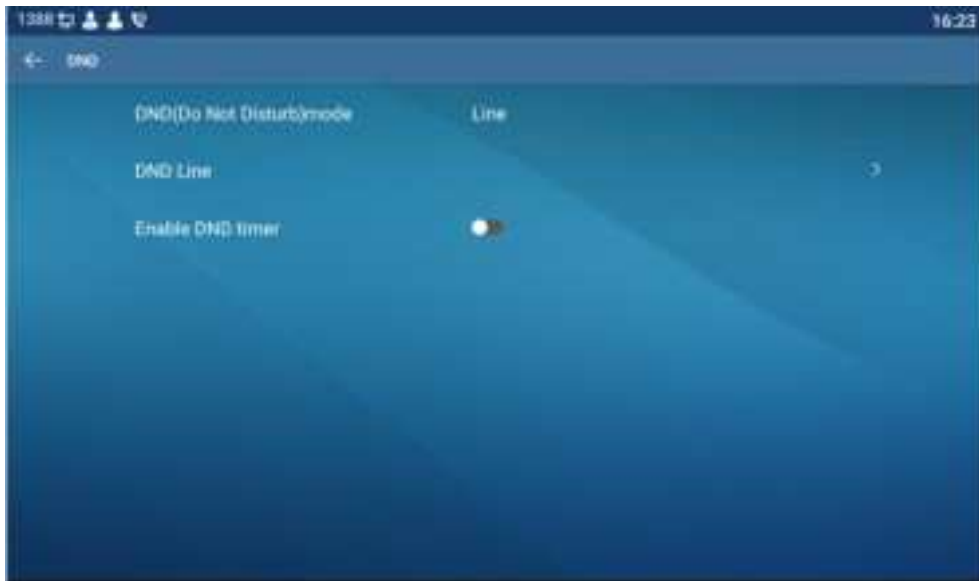 1388 16:23
DND
DND(Do Not Disturb)mode Line
DND Line
Enable DND timer